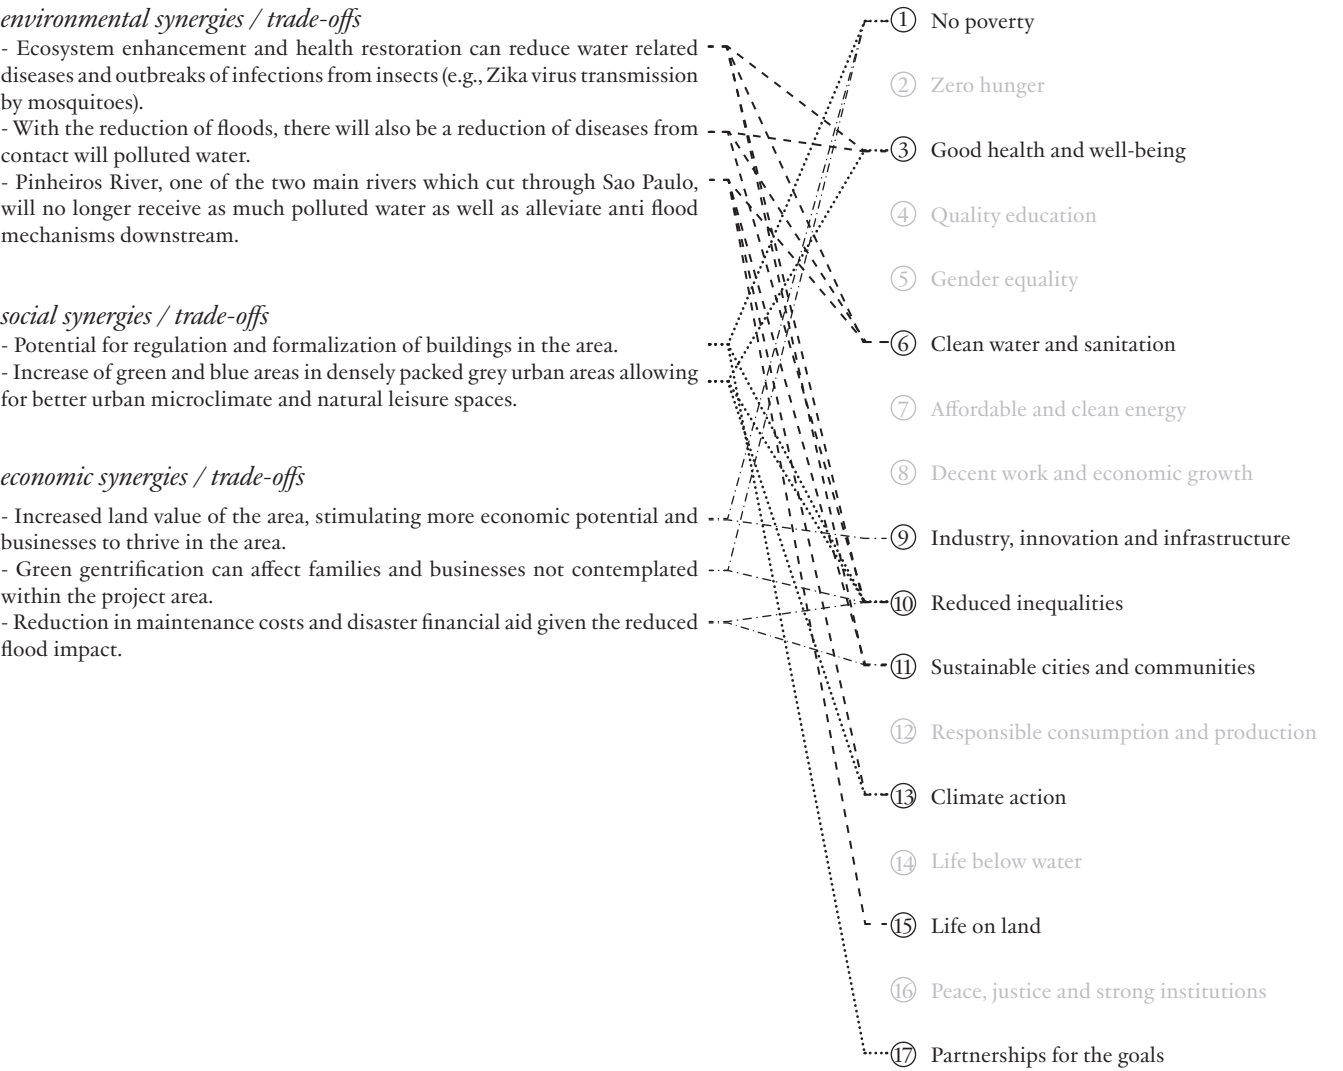 environmental synergies / trade-offs
- Ecosystem enhancement and health restoration can reduce water related
diseases and outbreaks of infections from insects (e.g., Zika virus transmission
by mosquitoes).
- With the reduction of floods, there will also be a reduction of diseases from
contact will polluted water.
- Pinheiros River, one of the two main rivers which cut through Sao Paulo,
will no longer receive as much polluted water as well as alleviate anti flood
mechanisms downstream.
social synergies / trade-offs
- Potential for regulation and formalization of buildings in the area.
- Increase of green and blue areas in densely packed grey urban areas allowing
for better urban microclimate and natural leisure spaces.
economic synergies / trade-offs
- Increased land value of the area, stimulating more economic potential and
businesses to thrive in the area.
- Green gentrification can affect families and businesses not contemplated
within the project area.
- Reduction in maintenance costs and disaster financial aid given the reduced
flood impact.
1 No poverty
2 Zero hunger
3 Good health and well-being
4 Quality education
5 Gender equality
6 Clean water and sanitation
7 Affordable and clean energy
8 Decent work and economic growth
9 Industry, innovation and infrastructure
10 Reduced inequalities
11 Sustainable cities and communities
12 Responsible consumption and production
13 Climate action
14 Life below water
15 Life on land
16 Peace, justice and strong institutions
17 Partnerships for the goals